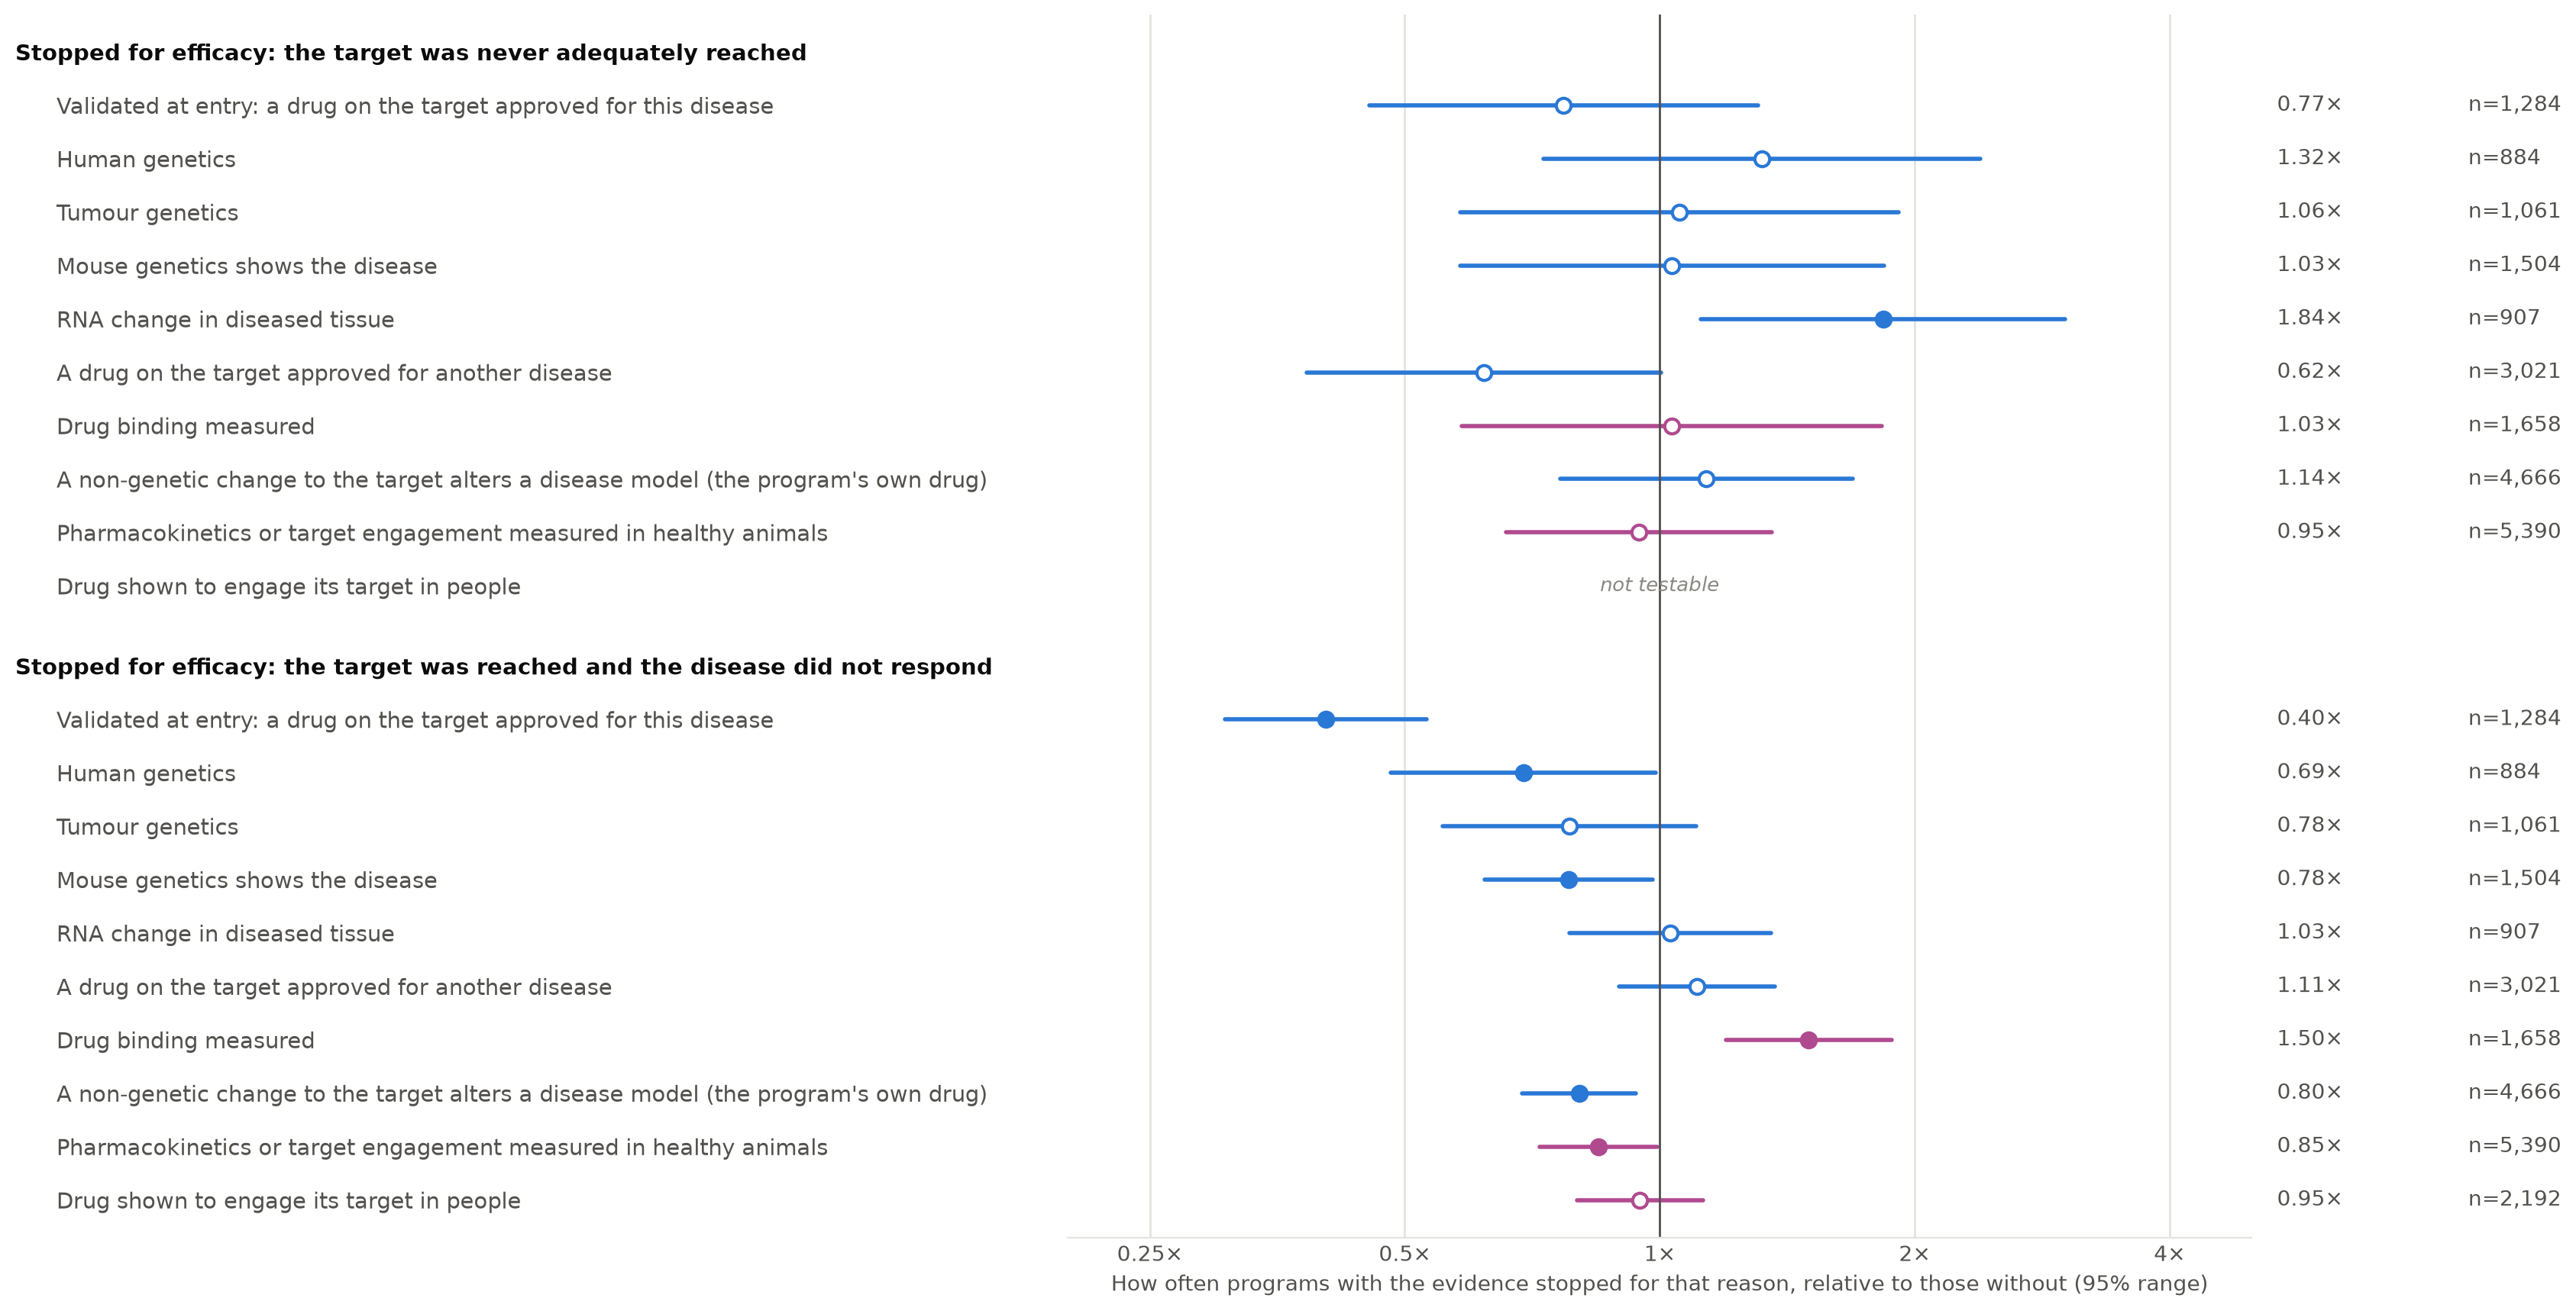 Stopped for efficacy: the target was never adequately reached
Validated at entry: a drug on the target approved for this disease 0.77× n=1,284
Human genetics 1.32× n=884
Tumour genetics 1.06× n=1,061
Mouse genetics shows the disease 1.03× n=1,504
RNA change in diseased tissue 1.84× n=907
A drug on the target approved for another disease 0.62× n=3,021
Drug binding measured 1.03× n=1,658
A non-genetic change to the target alters a disease model (the program's own drug) 1.14× n=4,666
Pharmacokinetics or target engagement measured in healthy animals 0.95× n=5,390
Drug shown to engage its target in people not testable
Stopped for efficacy: the target was reached and the disease did not respond
Validated at entry: a drug on the target approved for this disease 0.40× n=1,284
Human genetics 0.69× n=884
Tumour genetics 0.78× n=1,061
Mouse genetics shows the disease 0.78× n=1,504
RNA change in diseased tissue 1.03× n=907
A drug on the target approved for another disease 1.11× n=3,021
Drug binding measured 1.50× n=1,658
A non-genetic change to the target alters a disease model (the program's own drug) 0.80× n=4,666
Pharmacokinetics or target engagement measured in healthy animals 0.85× n=5,390
Drug shown to engage its target in people 0.95× n=2,192
0.25× 0.5× 1× 2× 4×
How often programs with the evidence stopped for that reason, relative to those without (95% range)